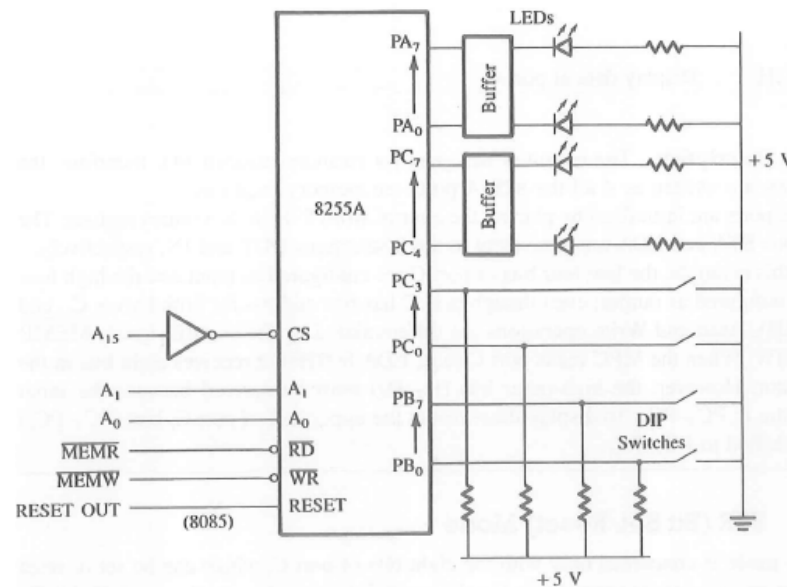 LEDs
PA7
Buffer
PA0
PC7
+5 V
Buffer
8255A
PC4
PC3
A15
CS
PC0
A1
A1
A0
A0
PB7
DIP
Switches
MEMR
RD
MEMW
WR
PB0
RESET OUT
RESET
(8085)
+5 V